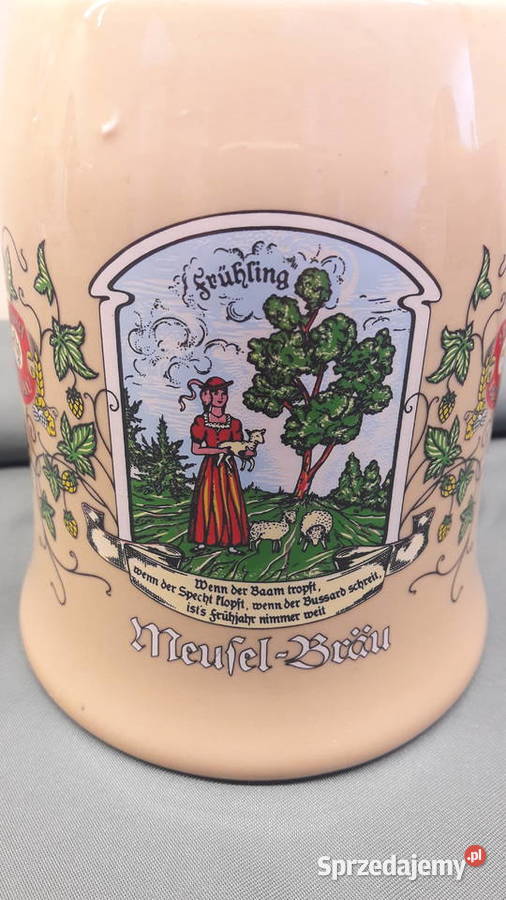 Frühling
Wenn der Baam tropft,
wenn der Specht klopft, wenn der Bussard schreit,
ist's Frühjahr nimmer weit
Meuſel-Bräu
Sprzedajemy.pl